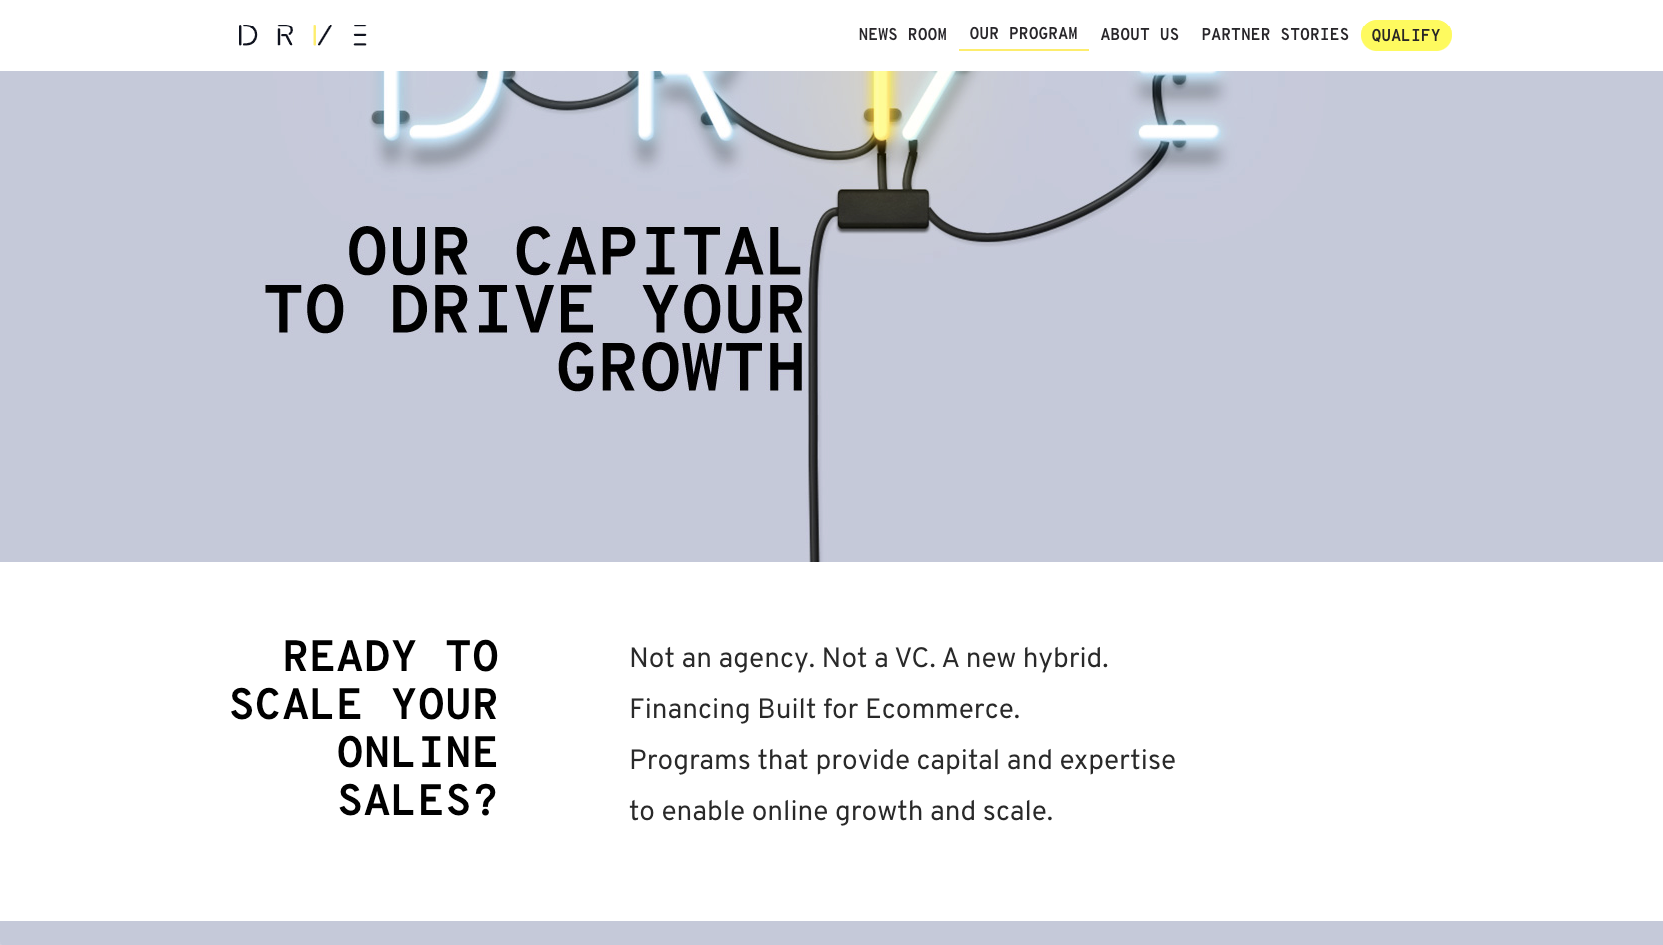 DRIVE
NEWS ROOM
OUR PROGRAM
ABOUT US
PARTNER STORIES
QUALIFY
DRIVE
OUR CAPITAL
TO DRIVE YOUR
GROWTH
READY TO
SCALE YOUR
ONLINE
SALES?
Not an agency. Not a VC. A new hybrid.
Financing Built for Ecommerce.
Programs that provide capital and expertise
to enable online growth and scale.